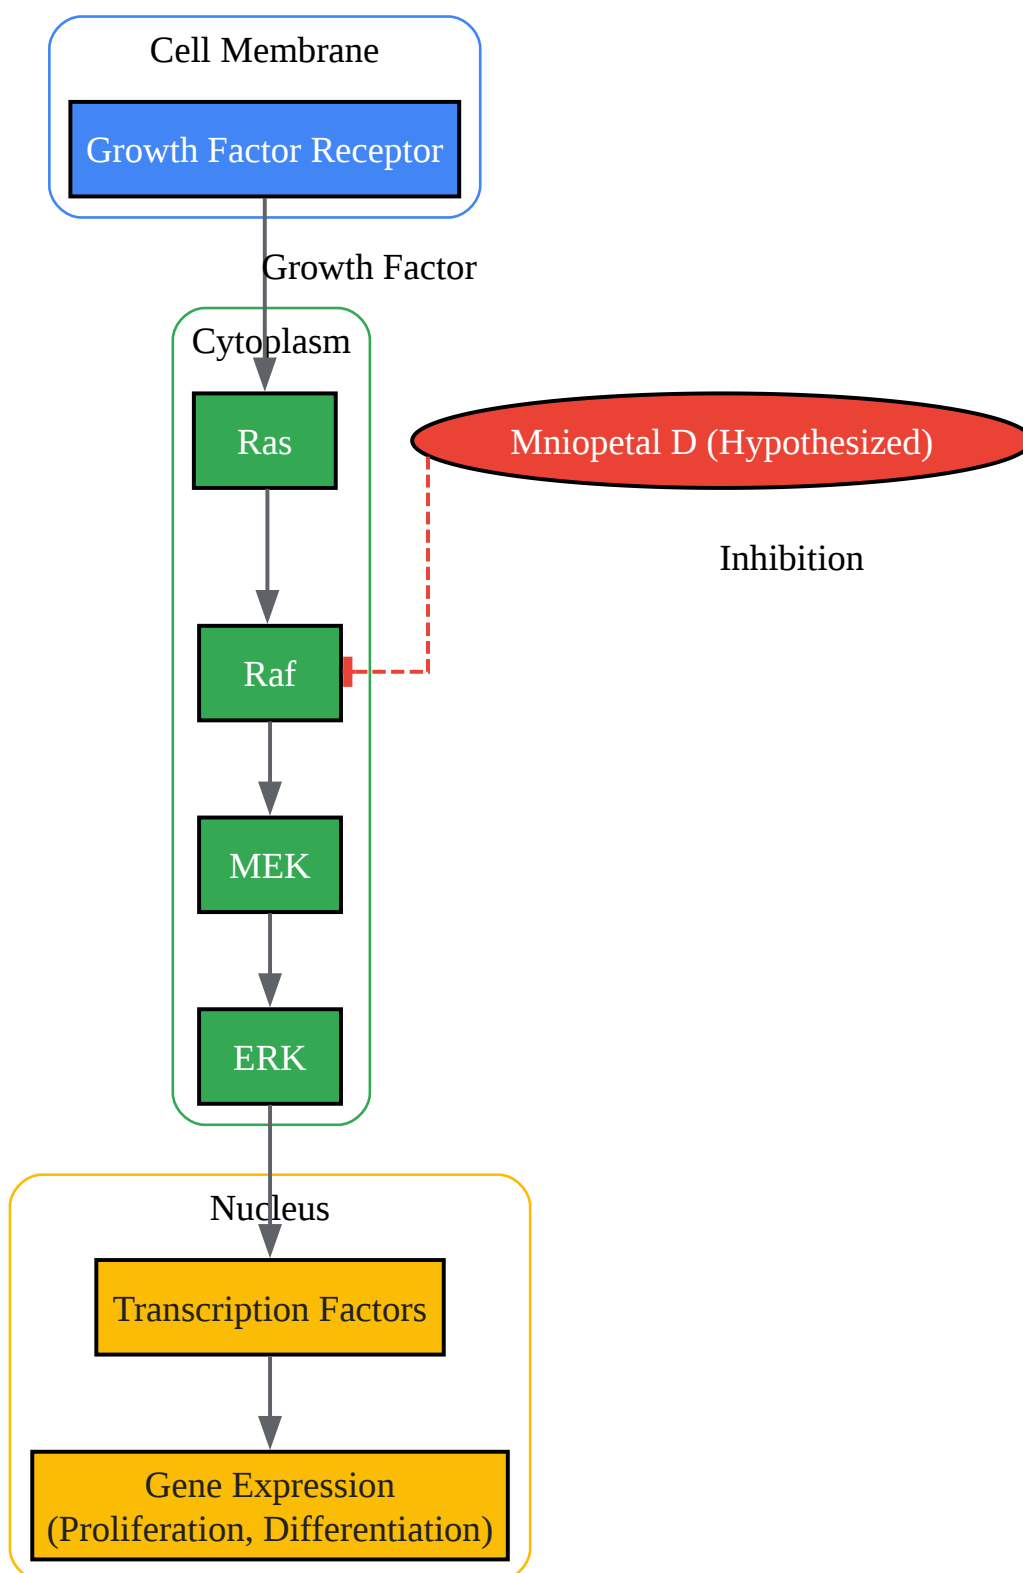 Cell Membrane
Growth Factor Receptor
Growth Factor
Cytoplasm
Ras
Mniopetal D (Hypothesized)
Inhibition
Raf
MEK
ERK
Nucleus
Transcription Factors
Gene Expression
(Proliferation, Differentiation)